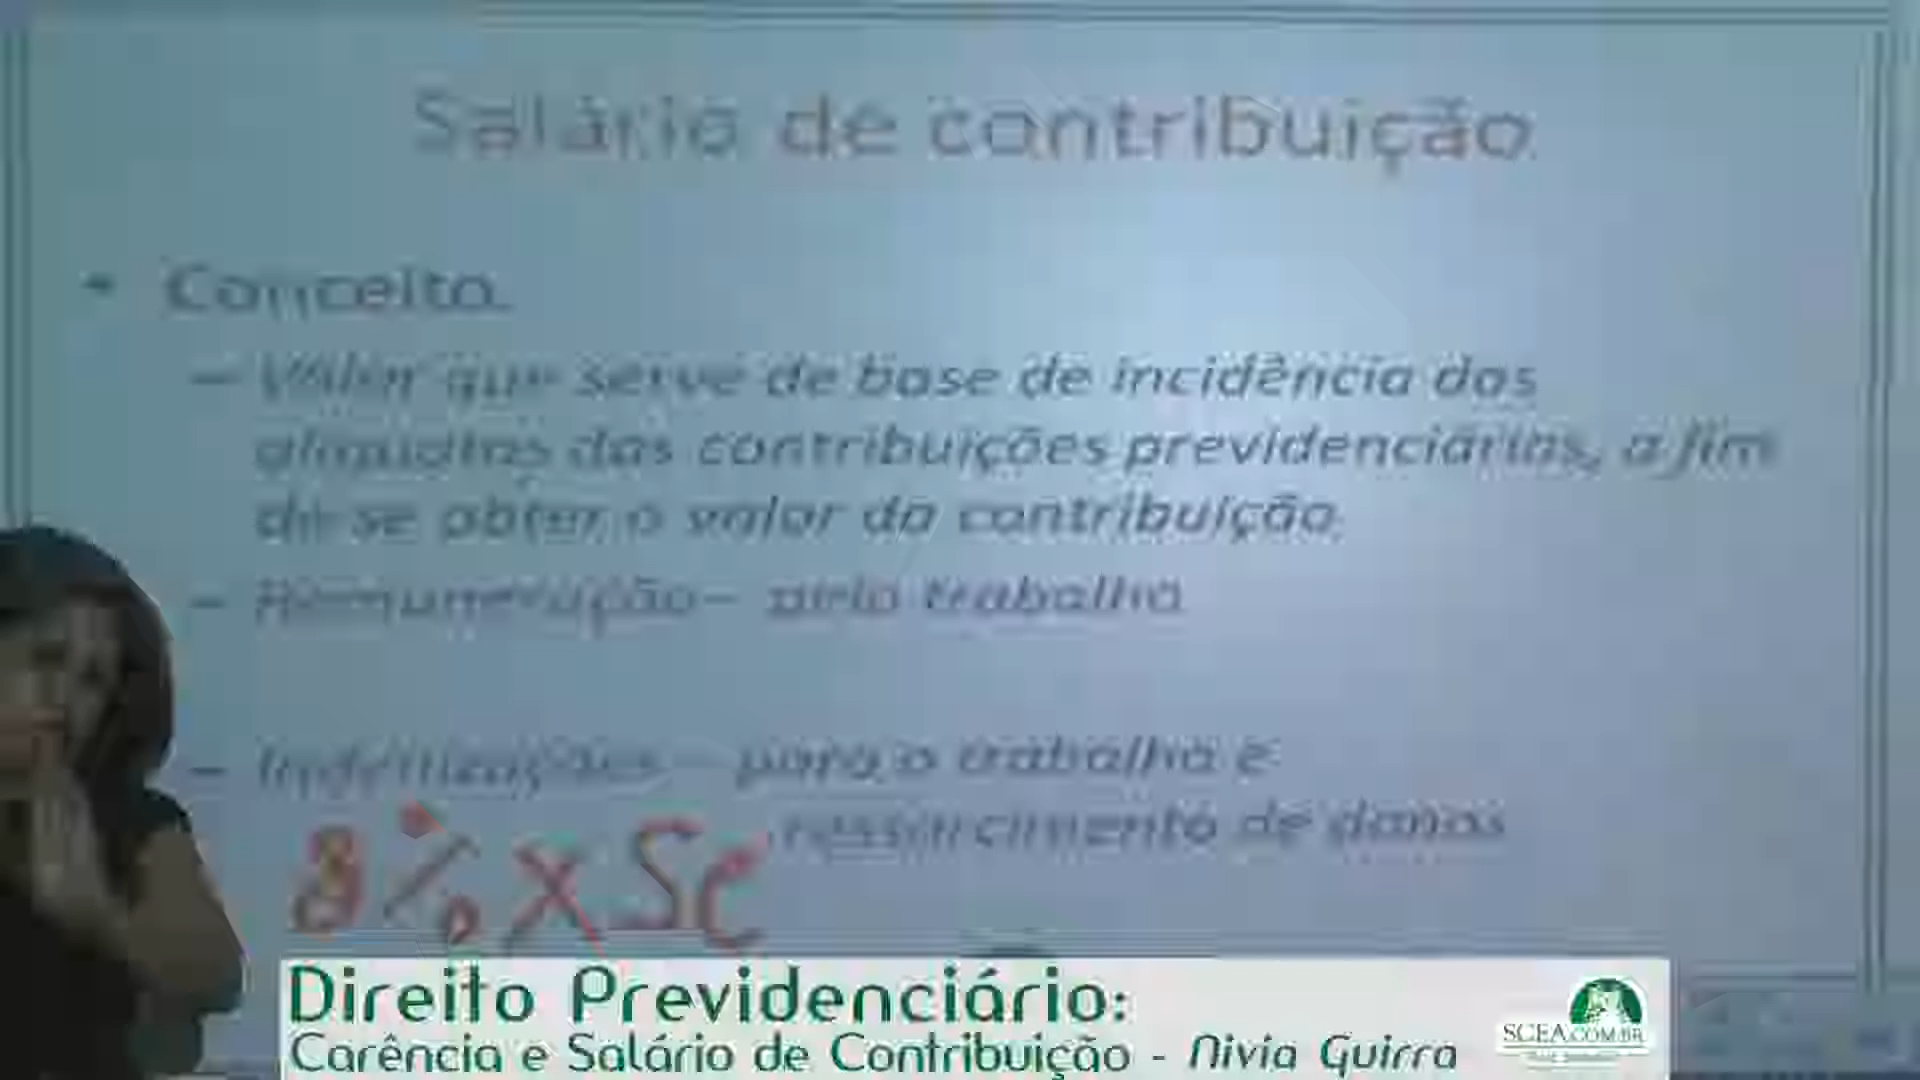 Salário de contribuição
• Conceito.
– Valor que serve de base de incidência das
alíquotas das contribuições previdenciárias, a fim
de se obter o valor da contribuição.
– Remuneração – pelo trabalho
– Indenizações – para o trabalho e
ressarcimento de danos
8% X SC
Direito Previdenciário:
Carência e Salário de Contribuição - Nivia Guirra
SCEA.COM.BR